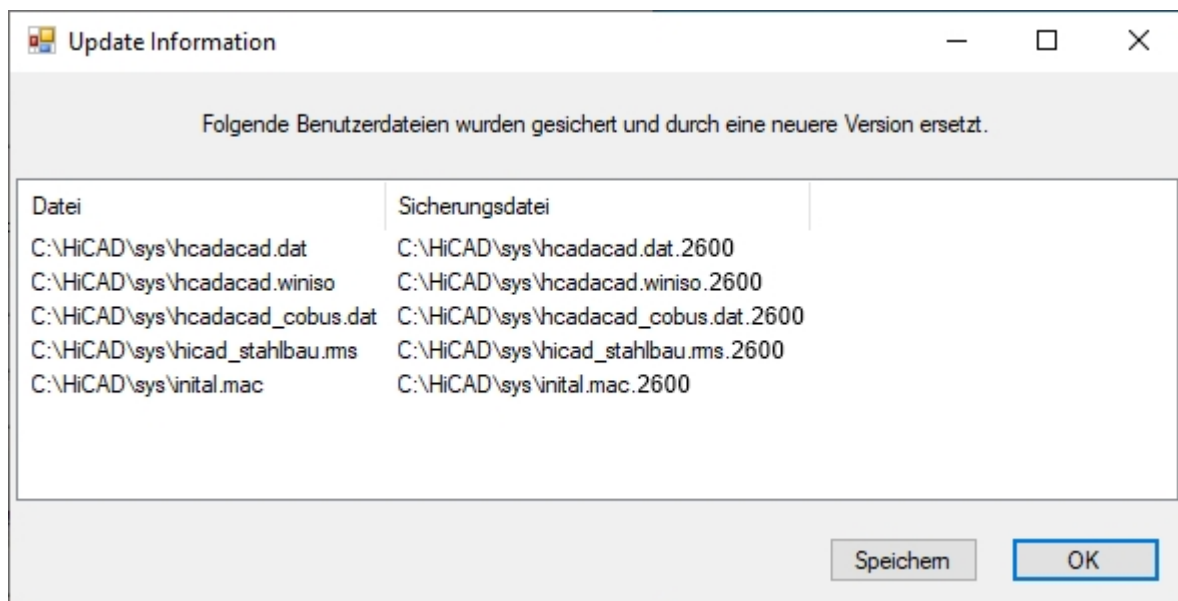 Update Information
Folgende Benutzerdateien wurden gesichert und durch eine neuere Version ersetzt.
Datei Sicherungsdatei
C:\HiCAD\sys\hcadacad.dat C:\HiCAD\sys\hcadacad.dat.2600
C:\HiCAD\sys\hcadacad.winiso C:\HiCAD\sys\hcadacad.winiso.2600
C:\HiCAD\sys\hcadacad_cobus.dat C:\HiCAD\sys\hcadacad_cobus.dat.2600
C:\HiCAD\sys\hicad_stahlbau.rms C:\HiCAD\sys\hicad_stahlbau.rms.2600
C:\HiCAD\sys\inital.mac C:\HiCAD\sys\inital.mac.2600
Speichern OK